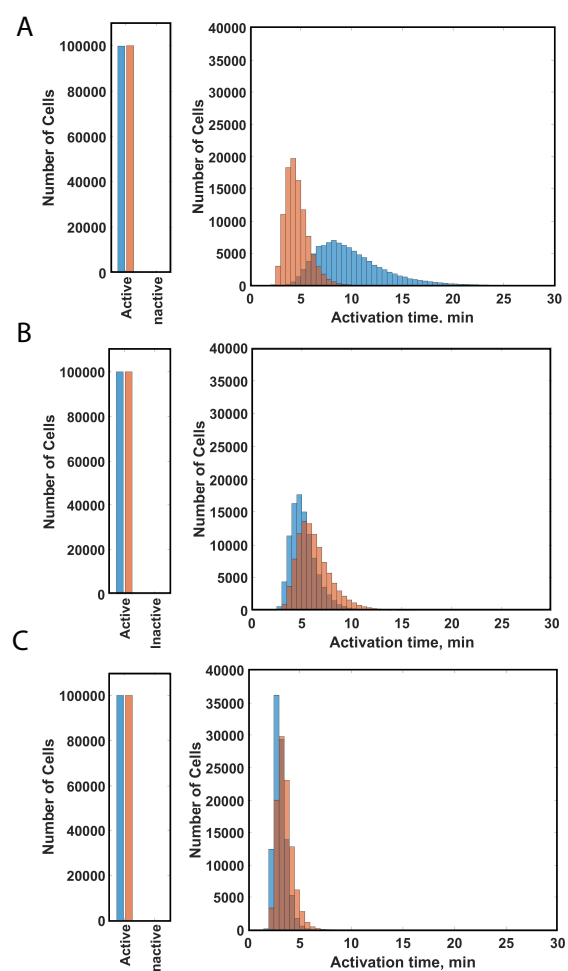 A
100000
80000
60000
40000
20000
0
Number of Cells
Active
nactive
40000
35000
30000
25000
20000
15000
10000
5000
0
Number of Cells
0 5 10 15 20 25 30
Activation time. min
B
100000
80000
60000
40000
20000
0
Number of Cells
Active
Inactive
40000
35000
30000
25000
20000
15000
10000
5000
0
Number of Cells
0 5 10 15 20 25 30
Activation time, min
C
100000
80000
60000
40000
20000
0
Number of Cells
Active
nactive
40000
35000
30000
25000
20000
15000
10000
5000
0
Number of Cells
0 5 10 15 20 25 30
Activation time, min